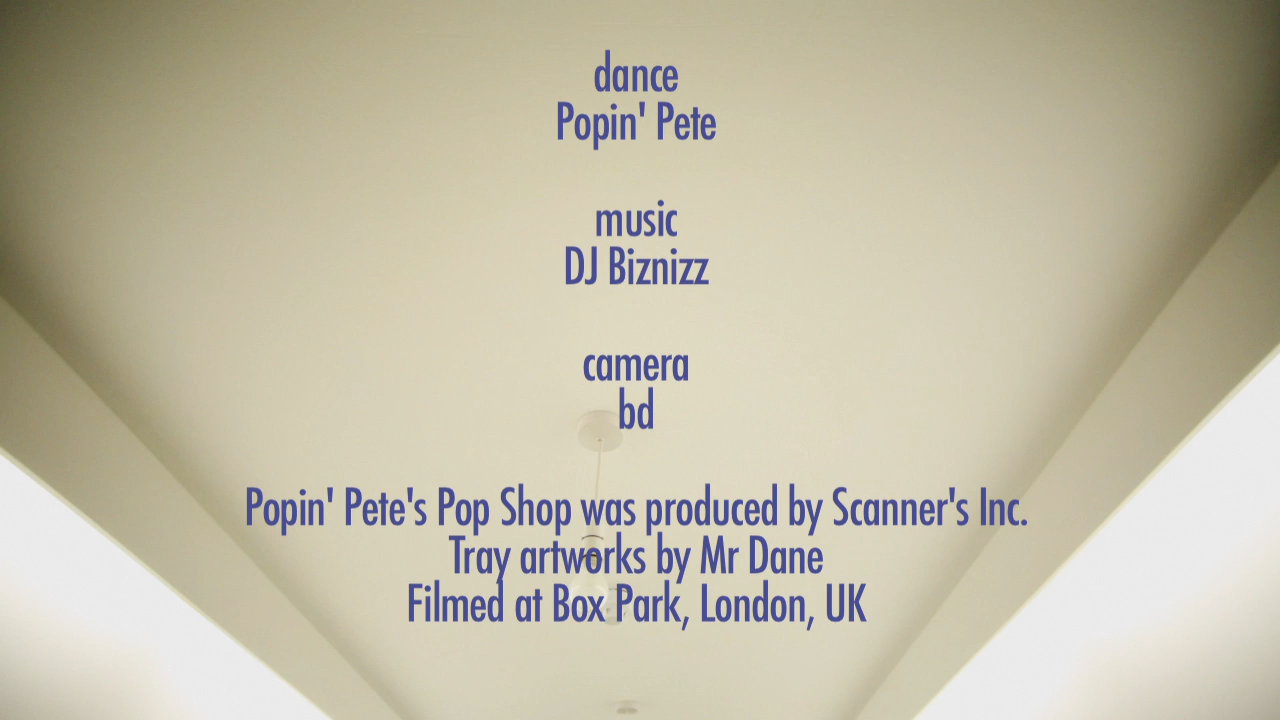 dance
Popin' Pete
music
DJ Biznizz
camera
bd
Popin' Pete's Pop Shop was produced by Scanner's Inc.
Tray artworks by Mr Dane
Filmed at Box Park, London, UK